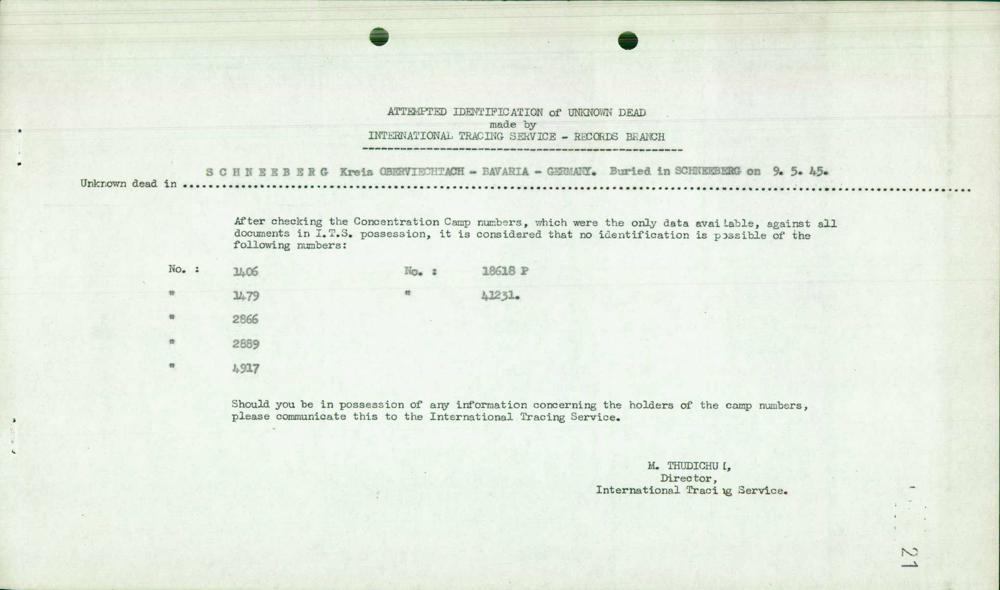 ATTEMPTED IDENTIFICATION of UNKNOWN DEAD
made by
INTERNATIONAL TRACING SERVICE - RECORDS BRANCH
Unknown dead in S C H N E E B E R G Kreis OBERVIECHTACH - BAVARIA - GERMANY. Buried in SCHNEEBERG on 9. 5. 45.
After checking the Concentration Camp numbers, which were the only data available, against all
documents in I.T.S. possession, it is considered that no identification is possible of the
following numbers:
No. : 1406 No. : 18618 P
" 1479 " 41231.
" 2866
" 2889
" 4917
Should you be in possession of any information concerning the holders of the camp numbers,
please communicate this to the International Tracing Service.
M. THUDICHUM,
Director,
International Tracing Service.
21